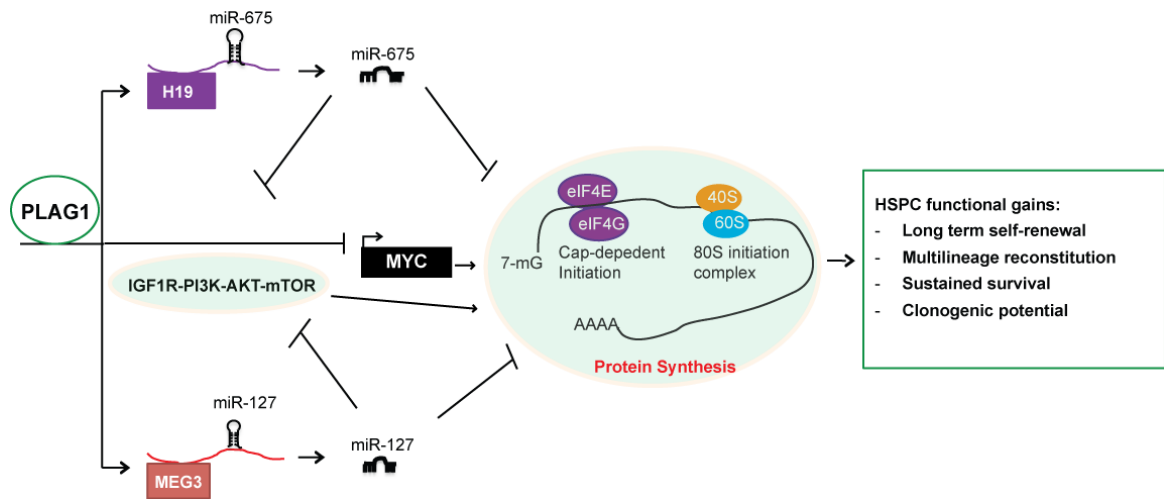 miR-675
H19
miR-675
PLAG1
MYC
IGF1R-PI3K-AKT-mTOR
eIF4E
eIF4G
7-mG
Cap-depedent
Initiation
40S
60S
80S initiation
complex
AAAA
Protein Synthesis
HSPC functional gains:
- Long term self-renewal
- Multilineage reconstitution
- Sustained survival
- Clonogenic potential
miR-127
MEG3
miR-127